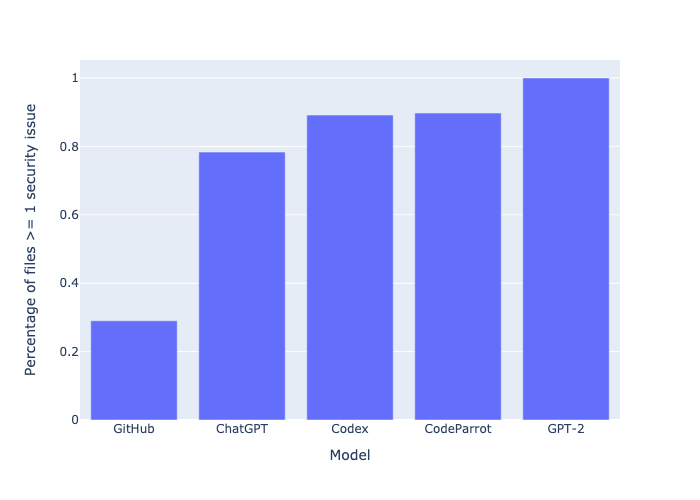 Percentage of files >= 1 security issue
1
0.8
0.6
0.4
0.2
0
GitHub ChatGPT Codex CodeParrot GPT-2
Model